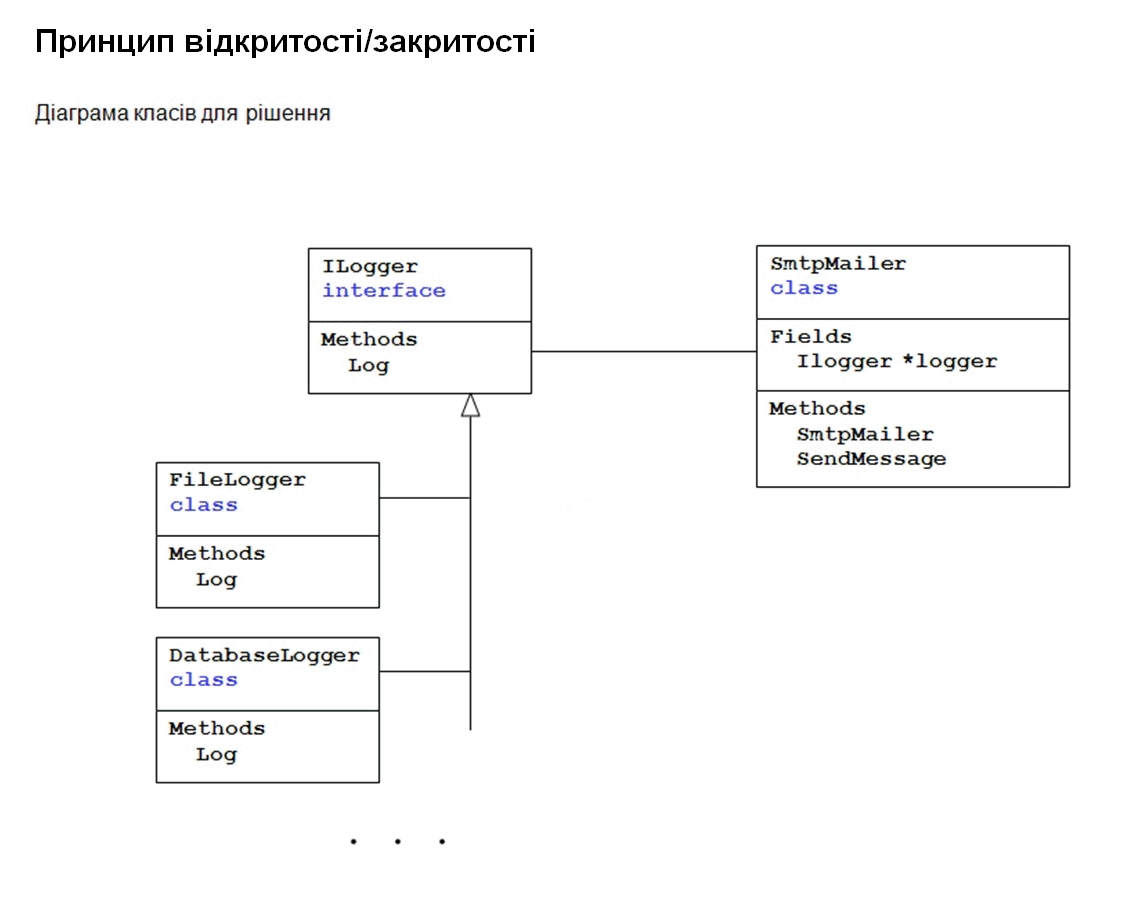 Принцип відкритості/закритості
Діаграма класів для рішення
ILogger
interface
Methods
Log
SmtpMailer
class
Fields
Ilogger *logger
Methods
SmtpMailer
SendMessage
FileLogger
class
Methods
Log
DatabaseLogger
class
Methods
Log
. . .